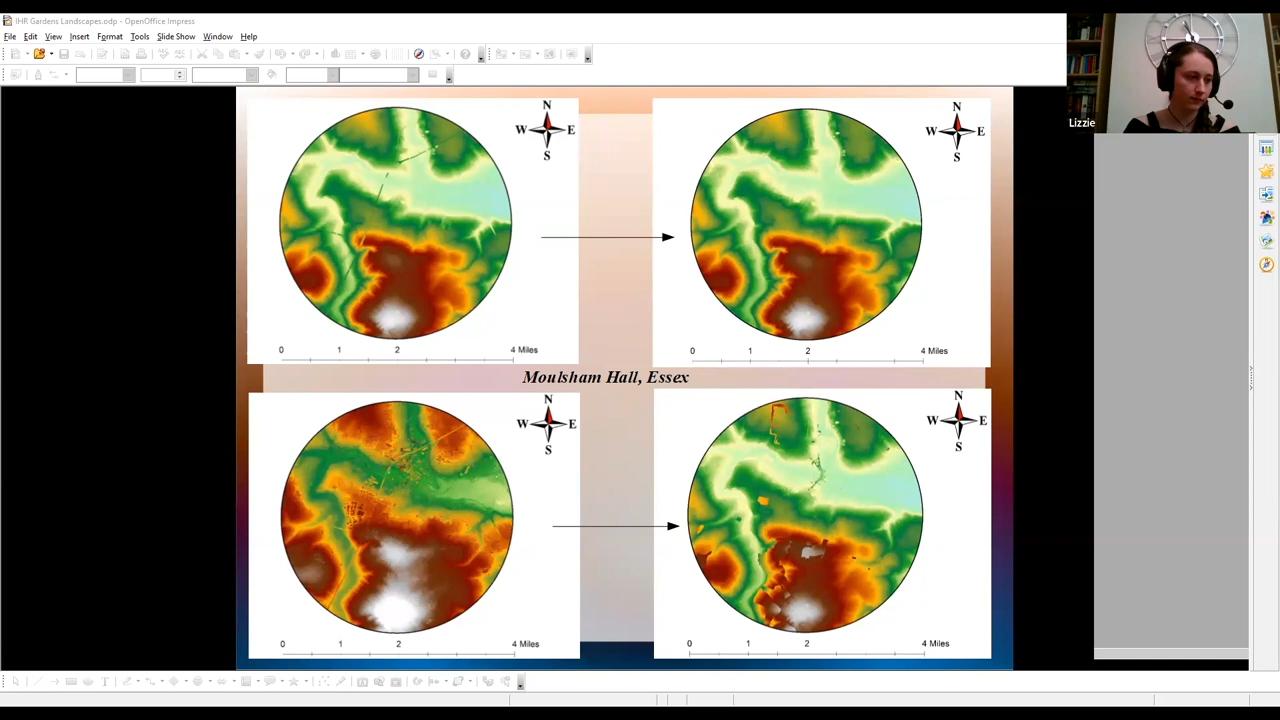 IHR Gardens Landscapes.odp - OpenOffice Impress
File Edit View Insert Format Tools Slide Show Window Help
Lizzie
N
W E
S
0 1 2 4 Miles
N
W E
S
0 1 2 4 Miles
Moulsham Hall, Essex
N
W E
S
0 1 2 4 Miles
N
W E
S
0 1 2 4 Miles